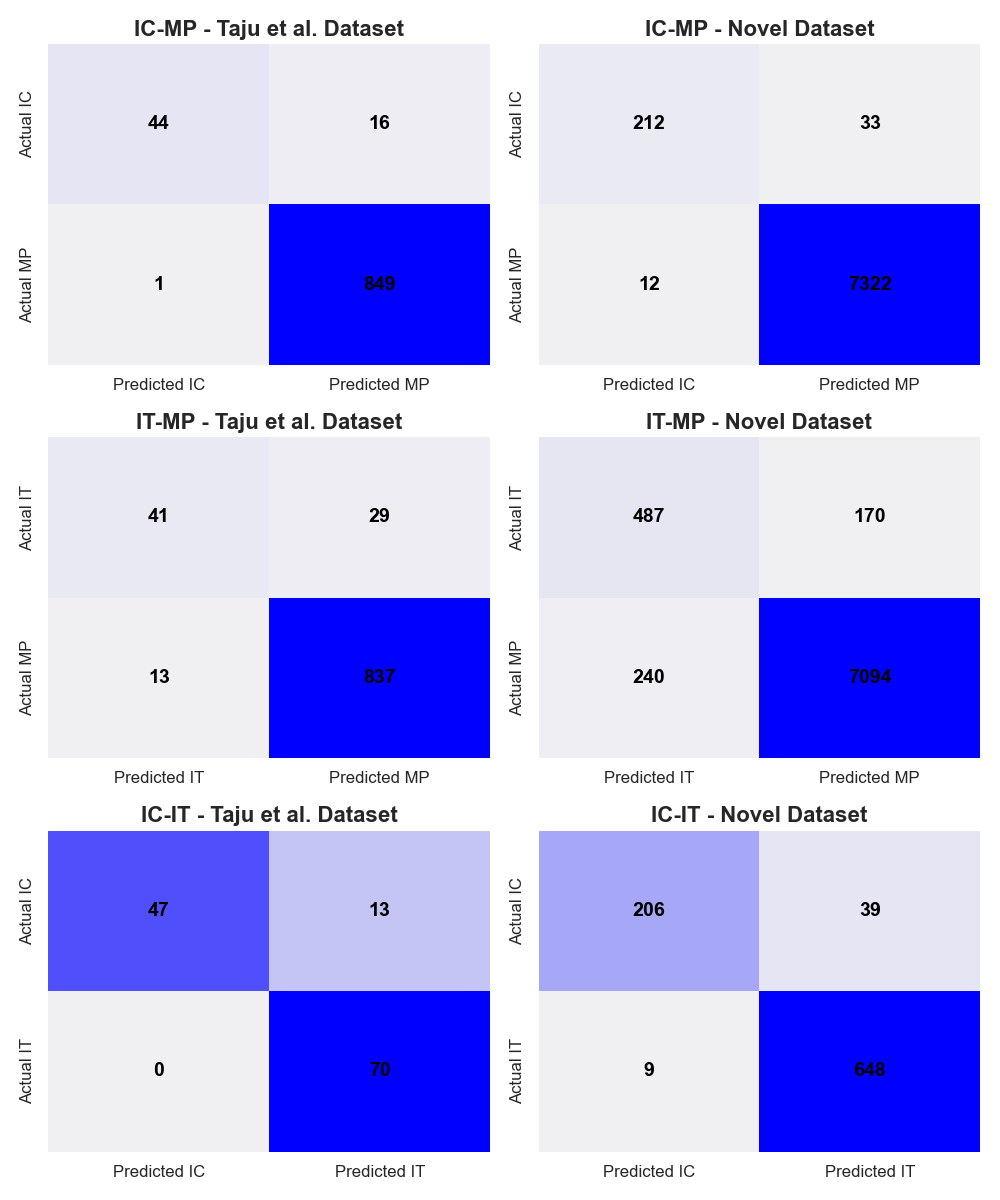 IC-MP - Taju et al. Dataset
IC-MP - Novel Dataset
Actual IC
44
16
Actual IC
212
33
Actual MP
1
849
Actual MP
12
7322
Predicted IC
Predicted MP
Predicted IC
Predicted MP
IT-MP - Taju et al. Dataset
IT-MP - Novel Dataset
Actual IT
41
29
Actual IT
487
170
Actual MP
13
837
Actual MP
240
7094
Predicted IT
Predicted MP
Predicted IT
Predicted MP
IC-IT - Taju et al. Dataset
IC-IT - Novel Dataset
Actual IC
47
13
Actual IC
206
39
Actual IT
0
70
Actual IT
9
648
Predicted IC
Predicted IT
Predicted IC
Predicted IT